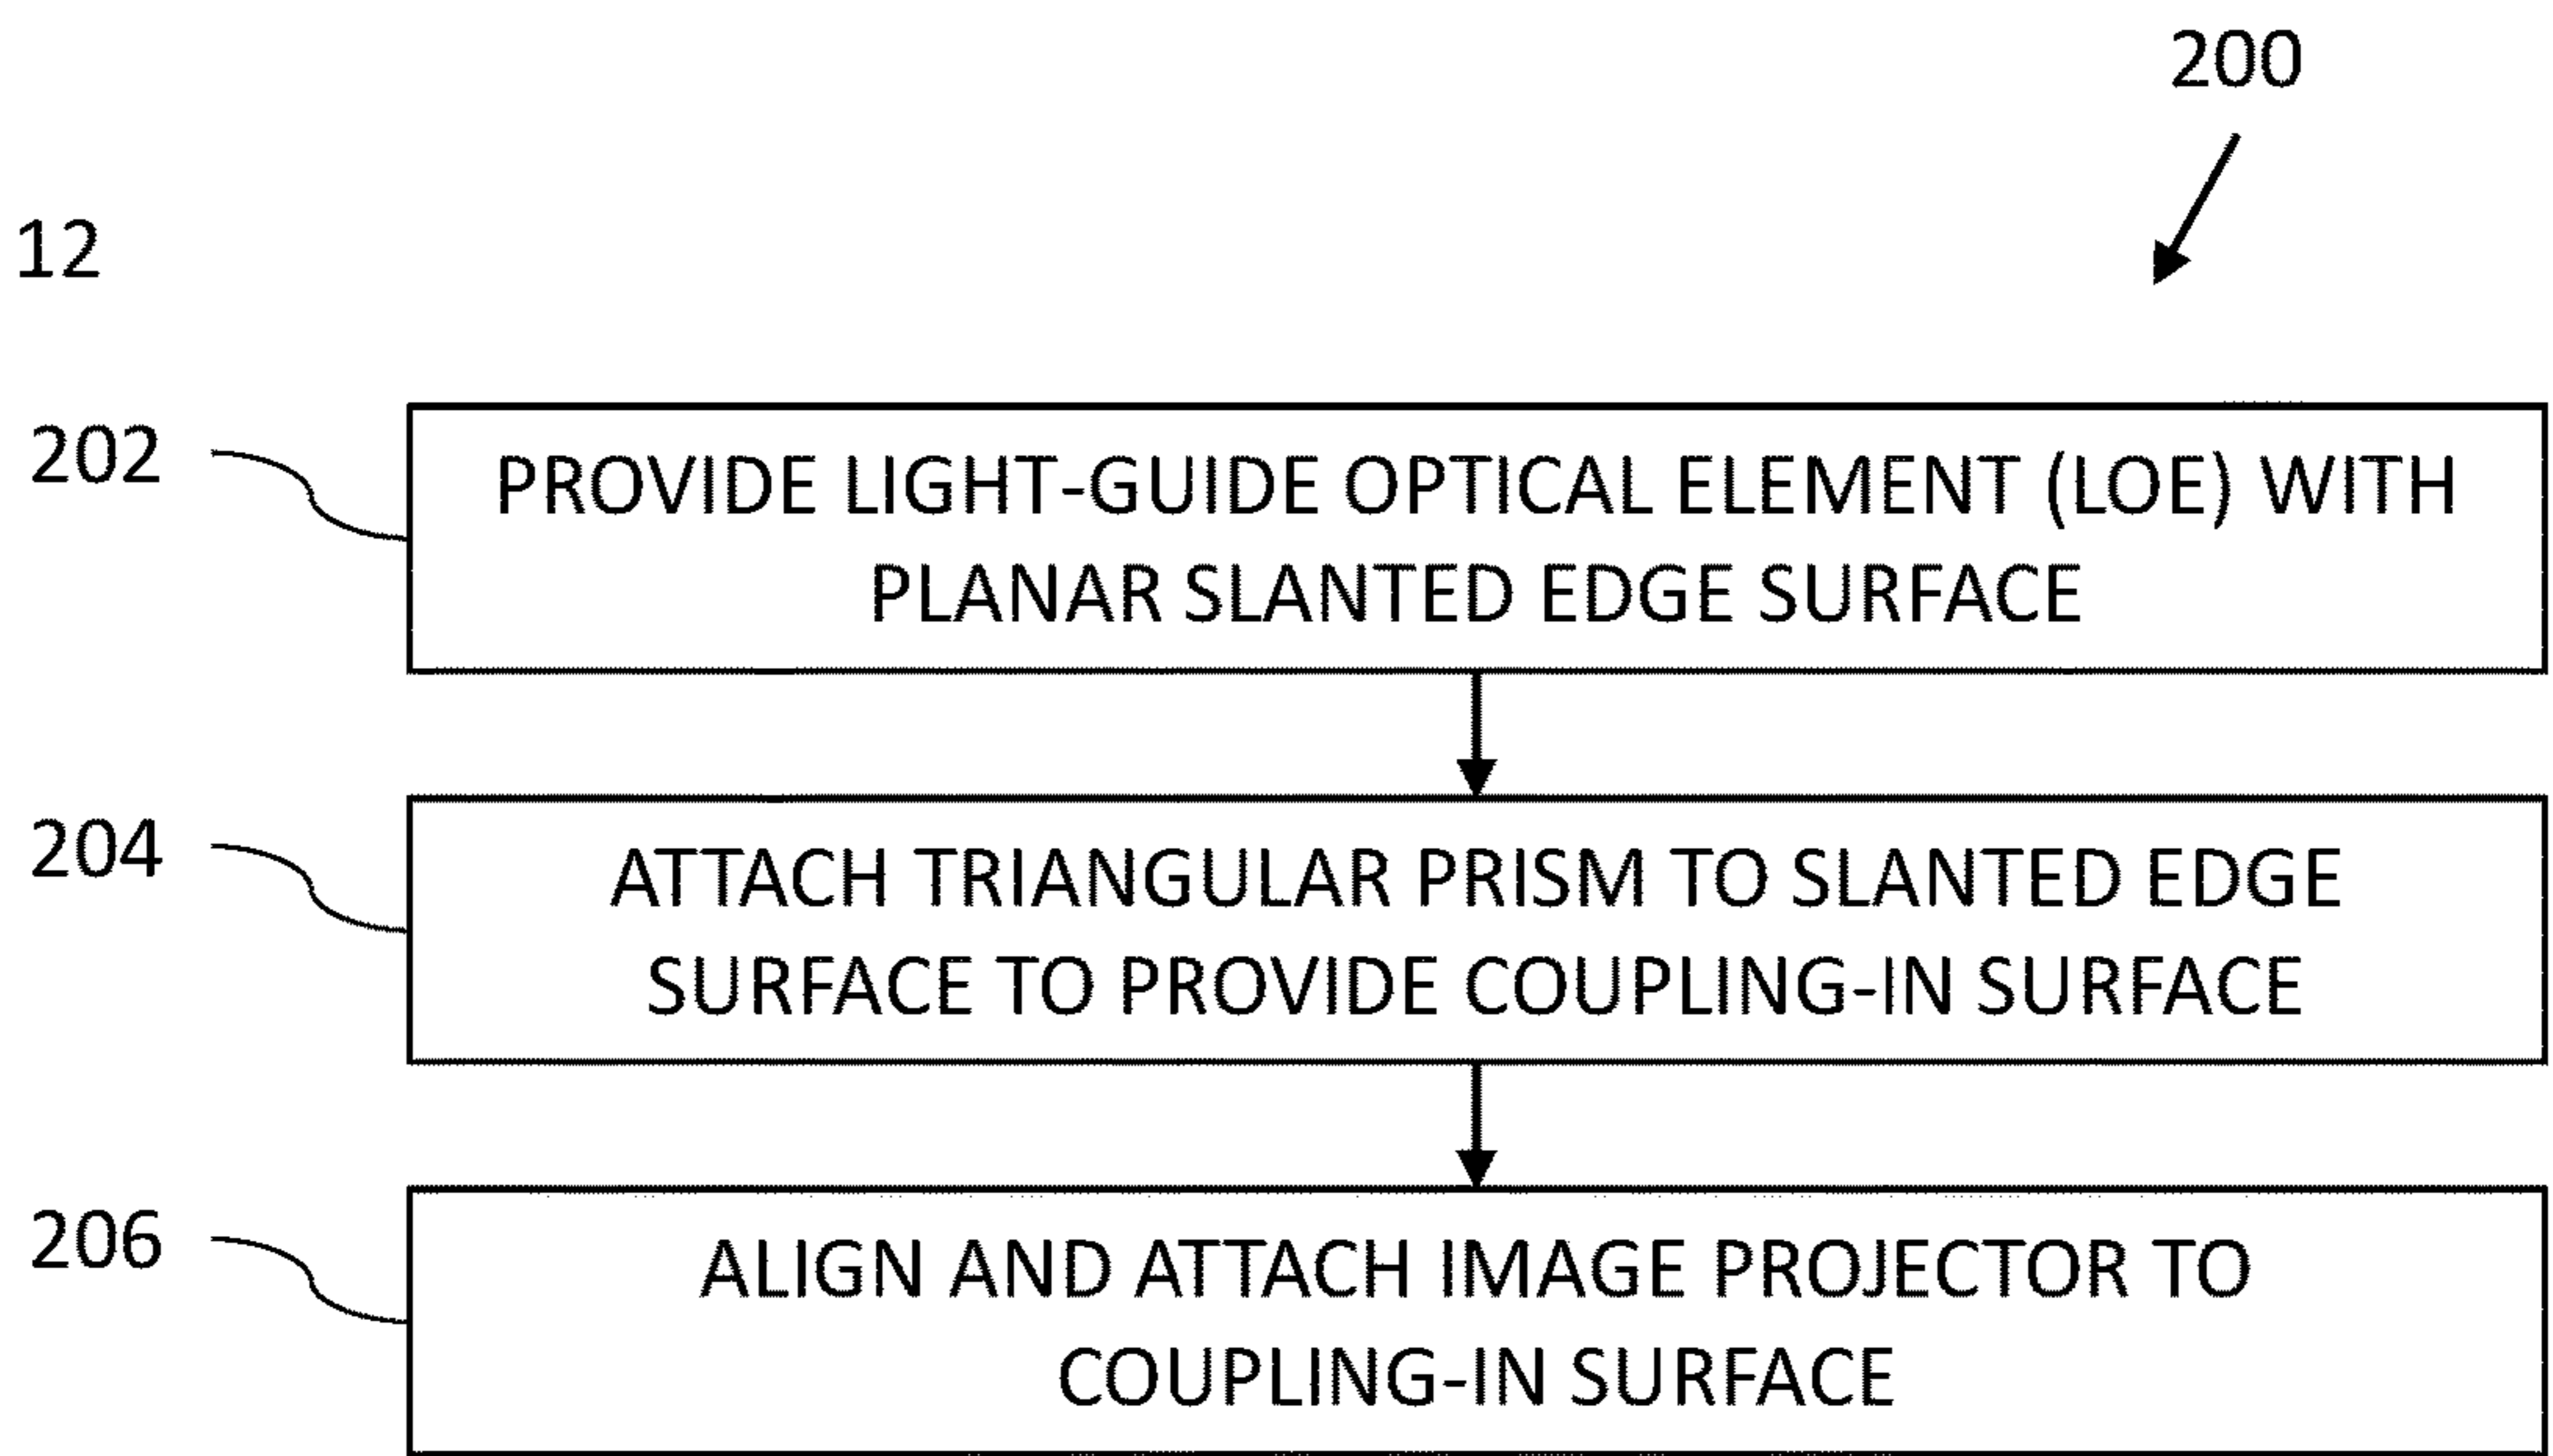 200
12
202
PROVIDE LIGHT-GUIDE OPTICAL ELEMENT (LOE) WITH
PLANAR SLANTED EDGE SURFACE
204
ATTACH TRIANGULAR PRISM TO SLANTED EDGE
SURFACE TO PROVIDE COUPLING-IN SURFACE
206
ALIGN AND ATTACH IMAGE PROJECTOR TO
COUPLING-IN SURFACE